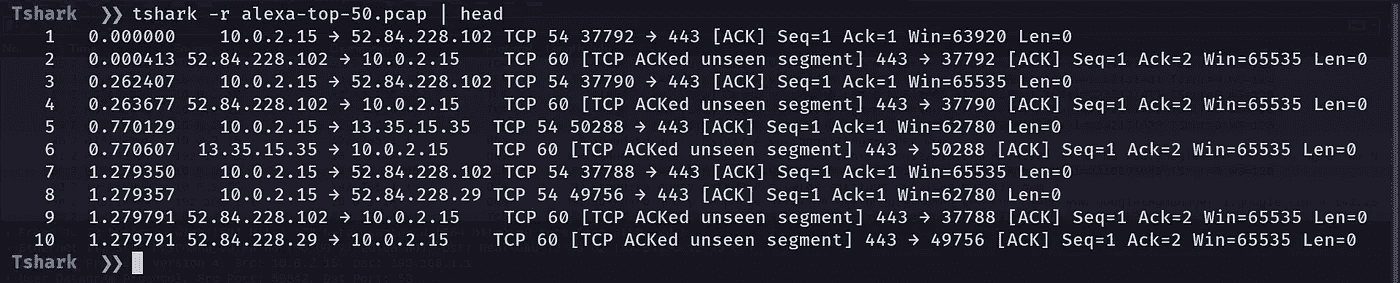 Tshark ❯❯ tshark -r alexa-top-50.pcap | head
1 0.000000 10.0.2.15 → 52.84.228.102 TCP 54 37792 → 443 [ACK] Seq=1 Ack=1 Win=63920 Len=0
2 0.000413 52.84.228.102 → 10.0.2.15 TCP 60 [TCP ACKed unseen segment] 443 → 37792 [ACK] Seq=1 Ack=2 Win=65535 Len=0
3 0.262407 10.0.2.15 → 52.84.228.102 TCP 54 37790 → 443 [ACK] Seq=1 Ack=1 Win=65535 Len=0
4 0.263677 52.84.228.102 → 10.0.2.15 TCP 60 [TCP ACKed unseen segment] 443 → 37790 [ACK] Seq=1 Ack=2 Win=65535 Len=0
5 0.770129 10.0.2.15 → 13.35.15.35 TCP 54 50288 → 443 [ACK] Seq=1 Ack=1 Win=62780 Len=0
6 0.770607 13.35.15.35 → 10.0.2.15 TCP 60 [TCP ACKed unseen segment] 443 → 50288 [ACK] Seq=1 Ack=2 Win=65535 Len=0
7 1.279350 10.0.2.15 → 52.84.228.102 TCP 54 37788 → 443 [ACK] Seq=1 Ack=1 Win=65535 Len=0
8 1.279357 10.0.2.15 → 52.84.228.29 TCP 54 49756 → 443 [ACK] Seq=1 Ack=1 Win=62780 Len=0
9 1.279791 52.84.228.102 → 10.0.2.15 TCP 60 [TCP ACKed unseen segment] 443 → 37788 [ACK] Seq=1 Ack=2 Win=65535 Len=0
10 1.279791 52.84.228.29 → 10.0.2.15 TCP 60 [TCP ACKed unseen segment] 443 → 49756 [ACK] Seq=1 Ack=2 Win=65535 Len=0
Tshark ❯❯